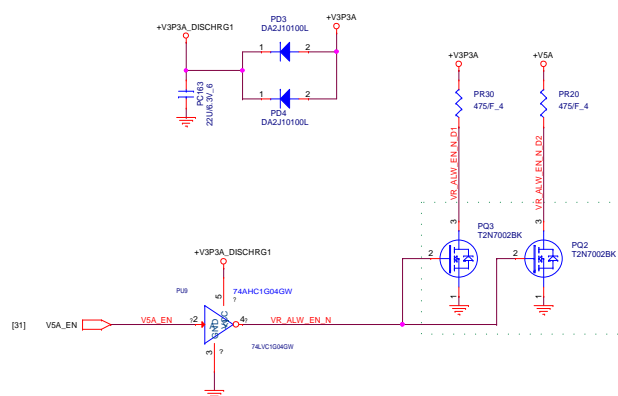 +V3P3A_DISCHRG1
PD3
DA2J10100L
+V3P3A
1
2
1
2
PD4
DA2J10100L
PC163
22U/6.3V_6
+V3P3A
+V5A
PR30
475/F_4
PR20
475/F_4
VR_ALW_EN_N_D1
VR_ALW_EN_N_D2
3
PQ3
T2N7002BK
2
1
3
PQ2
T2N7002BK
2
1
+V3P3A_DISCHRG1
PU9
5
74AHC1G04GW
?
[31]
V5A_EN
V5A_EN
?2
A
VCC
Y
GND
4?
VR_ALW_EN_N
3
?
74LVC1G04GW